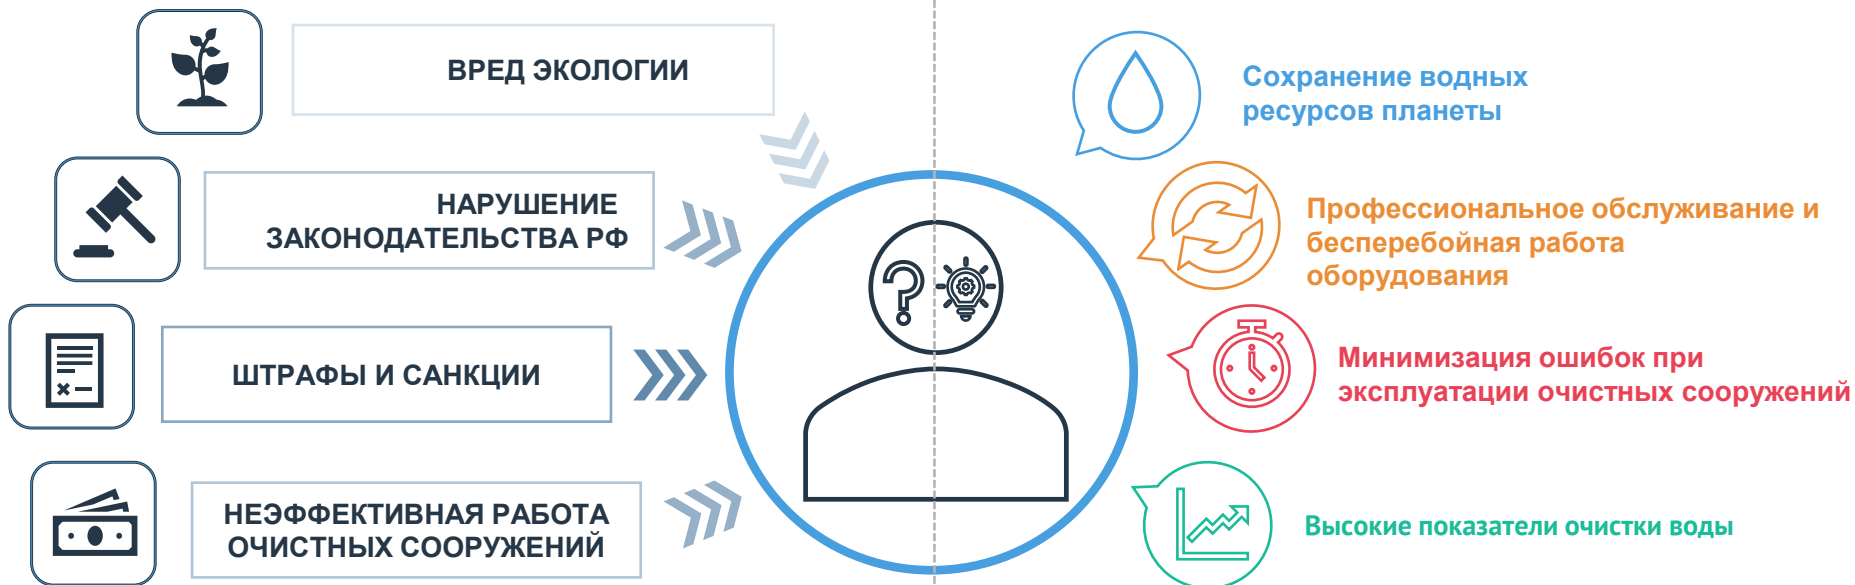 ВРЕД ЭКОЛОГИИ
НАРУШЕНИЕ
ЗАКОНОДАТЕЛЬСТВА РФ
ШТРАФЫ И САНКЦИИ
НЕЭФФЕКТИВНАЯ РАБОТА
ОЧИСТНЫХ СООРУЖЕНИЙ
Сохранение водных
ресурсов планеты
Профессиональное обслуживание и
бесперебойная работа
оборудования
Минимизация ошибок при
эксплуатации очистных сооружений
Высокие показатели очистки воды